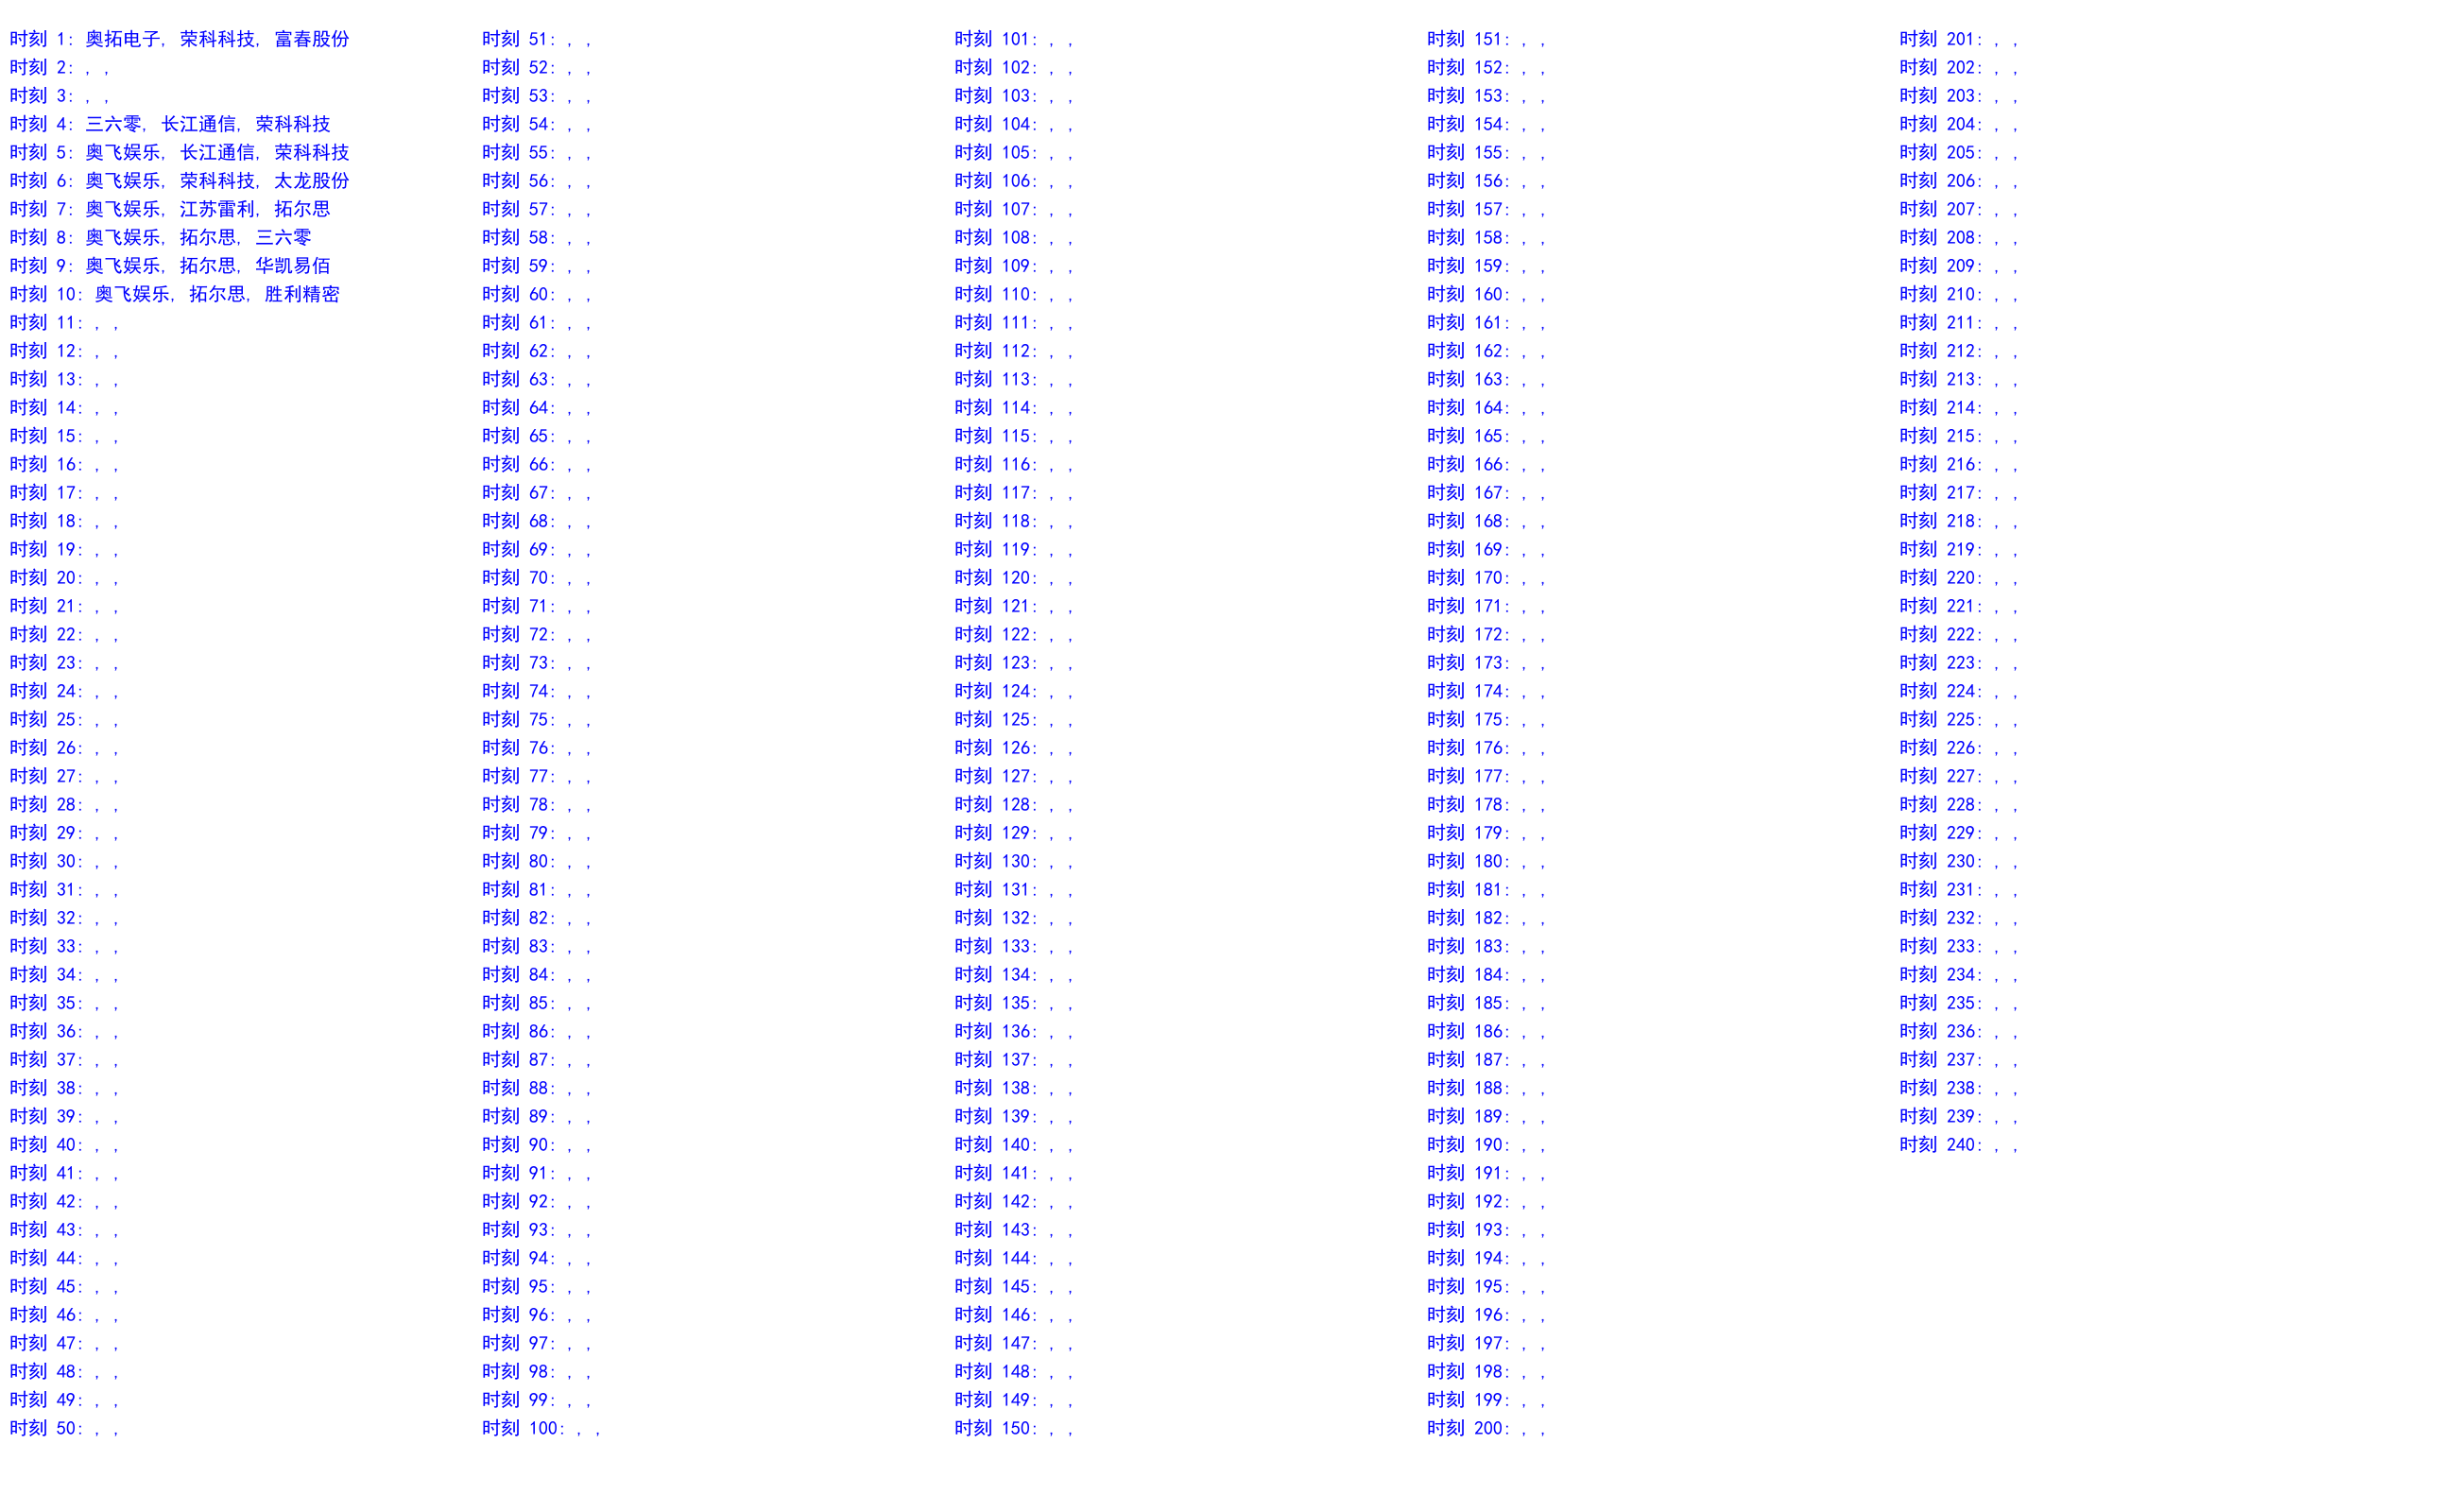 时刻 1: 奥拓电子, 荣科科技, 富春股份
时刻 2: , ,
时刻 3: , ,
时刻 4: 三六零, 长江通信, 荣科科技
时刻 5: 奥飞娱乐, 长江通信, 荣科科技
时刻 6: 奥飞娱乐, 荣科科技, 太龙股份
时刻 7: 奥飞娱乐, 江苏雷利, 拓尔思
时刻 8: 奥飞娱乐, 拓尔思, 三六零
时刻 9: 奥飞娱乐, 拓尔思, 华凯易佰
时刻 10: 奥飞娱乐, 拓尔思, 胜利精密
时刻 11: , ,
时刻 12: , ,
时刻 13: , ,
时刻 14: , ,
时刻 15: , ,
时刻 16: , ,
时刻 17: , ,
时刻 18: , ,
时刻 19: , ,
时刻 20: , ,
时刻 21: , ,
时刻 22: , ,
时刻 23: , ,
时刻 24: , ,
时刻 25: , ,
时刻 26: , ,
时刻 27: , ,
时刻 28: , ,
时刻 29: , ,
时刻 30: , ,
时刻 31: , ,
时刻 32: , ,
时刻 33: , ,
时刻 34: , ,
时刻 35: , ,
时刻 36: , ,
时刻 37: , ,
时刻 38: , ,
时刻 39: , ,
时刻 40: , ,
时刻 41: , ,
时刻 42: , ,
时刻 43: , ,
时刻 44: , ,
时刻 45: , ,
时刻 46: , ,
时刻 47: , ,
时刻 48: , ,
时刻 49: , ,
时刻 50: , ,
时刻 51: , ,
时刻 52: , ,
时刻 53: , ,
时刻 54: , ,
时刻 55: , ,
时刻 56: , ,
时刻 57: , ,
时刻 58: , ,
时刻 59: , ,
时刻 60: , ,
时刻 61: , ,
时刻 62: , ,
时刻 63: , ,
时刻 64: , ,
时刻 65: , ,
时刻 66: , ,
时刻 67: , ,
时刻 68: , ,
时刻 69: , ,
时刻 70: , ,
时刻 71: , ,
时刻 72: , ,
时刻 73: , ,
时刻 74: , ,
时刻 75: , ,
时刻 76: , ,
时刻 77: , ,
时刻 78: , ,
时刻 79: , ,
时刻 80: , ,
时刻 81: , ,
时刻 82: , ,
时刻 83: , ,
时刻 84: , ,
时刻 85: , ,
时刻 86: , ,
时刻 87: , ,
时刻 88: , ,
时刻 89: , ,
时刻 90: , ,
时刻 91: , ,
时刻 92: , ,
时刻 93: , ,
时刻 94: , ,
时刻 95: , ,
时刻 96: , ,
时刻 97: , ,
时刻 98: , ,
时刻 99: , ,
时刻 100: , ,
时刻 101: , ,
时刻 102: , ,
时刻 103: , ,
时刻 104: , ,
时刻 105: , ,
时刻 106: , ,
时刻 107: , ,
时刻 108: , ,
时刻 109: , ,
时刻 110: , ,
时刻 111: , ,
时刻 112: , ,
时刻 113: , ,
时刻 114: , ,
时刻 115: , ,
时刻 116: , ,
时刻 117: , ,
时刻 118: , ,
时刻 119: , ,
时刻 120: , ,
时刻 121: , ,
时刻 122: , ,
时刻 123: , ,
时刻 124: , ,
时刻 125: , ,
时刻 126: , ,
时刻 127: , ,
时刻 128: , ,
时刻 129: , ,
时刻 130: , ,
时刻 131: , ,
时刻 132: , ,
时刻 133: , ,
时刻 134: , ,
时刻 135: , ,
时刻 136: , ,
时刻 137: , ,
时刻 138: , ,
时刻 139: , ,
时刻 140: , ,
时刻 141: , ,
时刻 142: , ,
时刻 143: , ,
时刻 144: , ,
时刻 145: , ,
时刻 146: , ,
时刻 147: , ,
时刻 148: , ,
时刻 149: , ,
时刻 150: , ,
时刻 151: , ,
时刻 152: , ,
时刻 153: , ,
时刻 154: , ,
时刻 155: , ,
时刻 156: , ,
时刻 157: , ,
时刻 158: , ,
时刻 159: , ,
时刻 160: , ,
时刻 161: , ,
时刻 162: , ,
时刻 163: , ,
时刻 164: , ,
时刻 165: , ,
时刻 166: , ,
时刻 167: , ,
时刻 168: , ,
时刻 169: , ,
时刻 170: , ,
时刻 171: , ,
时刻 172: , ,
时刻 173: , ,
时刻 174: , ,
时刻 175: , ,
时刻 176: , ,
时刻 177: , ,
时刻 178: , ,
时刻 179: , ,
时刻 180: , ,
时刻 181: , ,
时刻 182: , ,
时刻 183: , ,
时刻 184: , ,
时刻 185: , ,
时刻 186: , ,
时刻 187: , ,
时刻 188: , ,
时刻 189: , ,
时刻 190: , ,
时刻 191: , ,
时刻 192: , ,
时刻 193: , ,
时刻 194: , ,
时刻 195: , ,
时刻 196: , ,
时刻 197: , ,
时刻 198: , ,
时刻 199: , ,
时刻 200: , ,
时刻 201: , ,
时刻 202: , ,
时刻 203: , ,
时刻 204: , ,
时刻 205: , ,
时刻 206: , ,
时刻 207: , ,
时刻 208: , ,
时刻 209: , ,
时刻 210: , ,
时刻 211: , ,
时刻 212: , ,
时刻 213: , ,
时刻 214: , ,
时刻 215: , ,
时刻 216: , ,
时刻 217: , ,
时刻 218: , ,
时刻 219: , ,
时刻 220: , ,
时刻 221: , ,
时刻 222: , ,
时刻 223: , ,
时刻 224: , ,
时刻 225: , ,
时刻 226: , ,
时刻 227: , ,
时刻 228: , ,
时刻 229: , ,
时刻 230: , ,
时刻 231: , ,
时刻 232: , ,
时刻 233: , ,
时刻 234: , ,
时刻 235: , ,
时刻 236: , ,
时刻 237: , ,
时刻 238: , ,
时刻 239: , ,
时刻 240: , ,